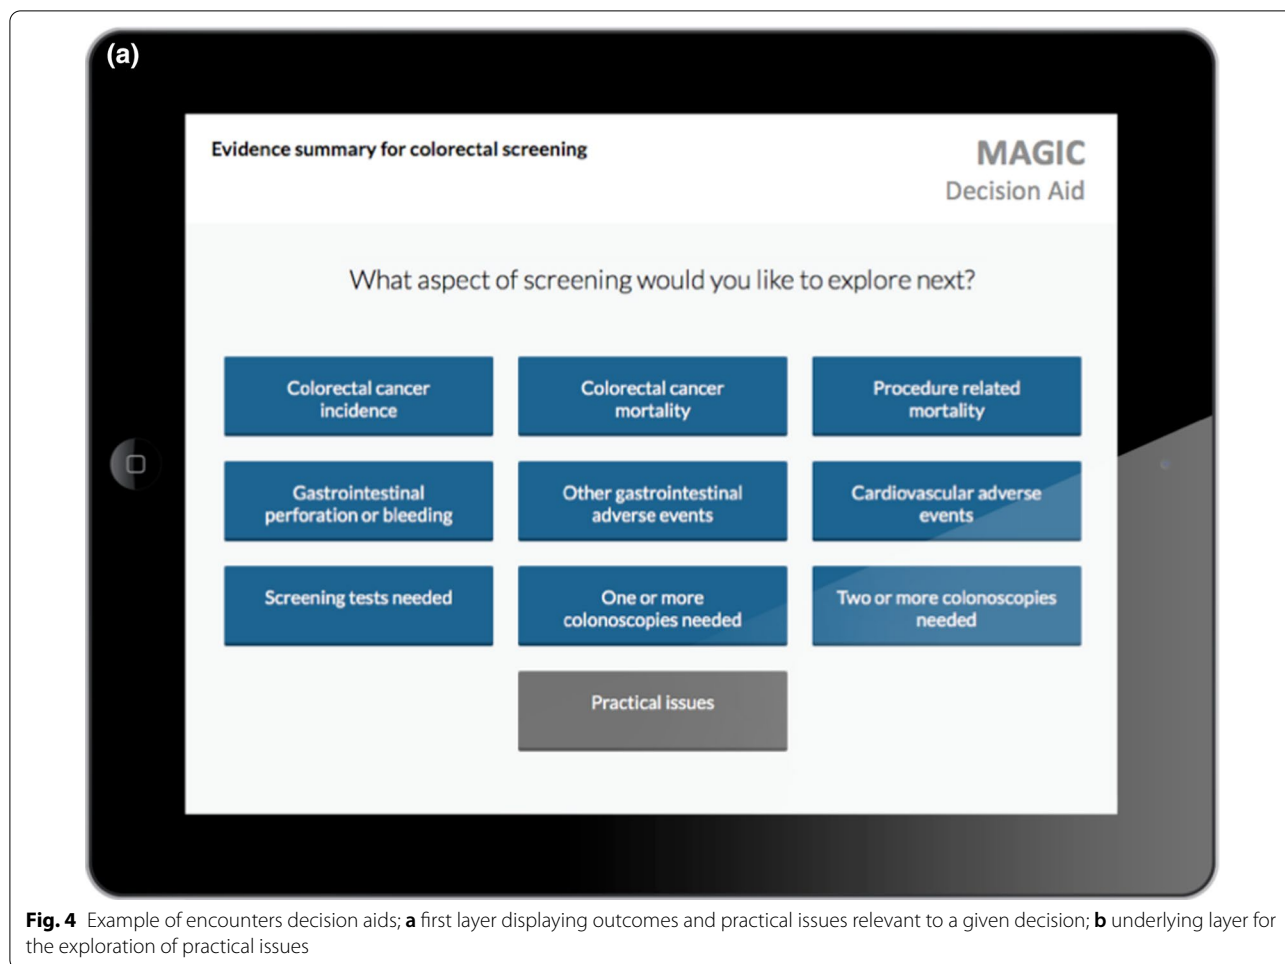 (a)
Evidence summary for colorectal screening
MAGIC
Decision Aid
What aspect of screening would you like to explore next?
Colorectal cancer
incidence
Colorectal cancer
mortality
Procedure related
mortality
Gastrointestinal
perforation or bleeding
Other gastrointestinal
adverse events
Cardiovascular adverse
events
Screening tests needed
One or more
colonoscopies needed
Two or more colonoscopies
needed
Practical issues
Fig. 4 Example of encounters decision aids; a first layer displaying outcomes and practical issues relevant to a given decision; b underlying layer for
the exploration of practical issues